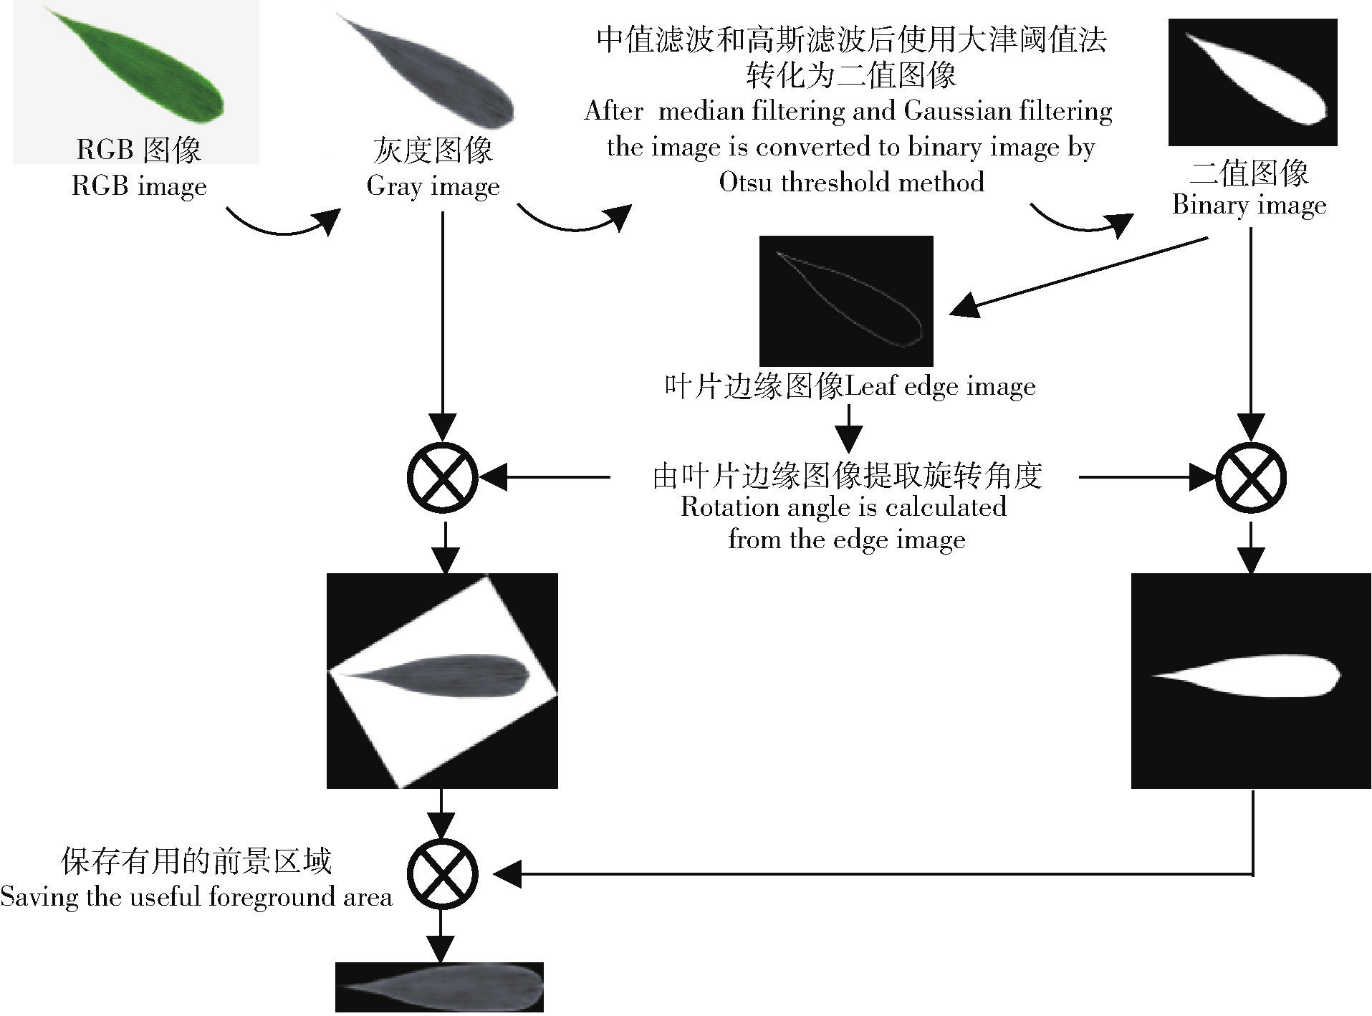 RGB 图像
RGB image
灰度图像
Gray image
中值滤波和高斯滤波后使用大津阈值法
转化为二值图像
After median filtering and Gaussian filtering
the image is converted to binary image by
Otsu threshold method
二值图像
Binary image
叶片边缘图像Leaf edge image
由叶片边缘图像提取旋转角度
Rotation angle is calculated
from the edge image
保存有用的前景区域
Saving the useful foreground area